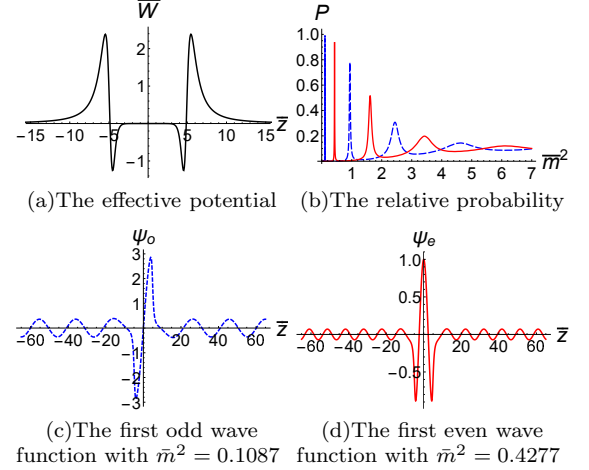 W̅
2
1
-1
-15 -10 -5 5 10 15 z̅
(a)The effective potential
P
1.0
0.8
0.6
0.4
0.2
1 2 3 4 5 6 7 m̅²
(b)The relative probability
ψₒ
3
2
1
-1
-2
-3
-60 -40 -20 20 40 60 z̅
(c)The first odd wave
function with m̄² = 0.1087
ψₑ
1.0
0.5
-0.5
-60 -40 -20 20 40 60 z̅
(d)The first even wave
function with m̄² = 0.4277